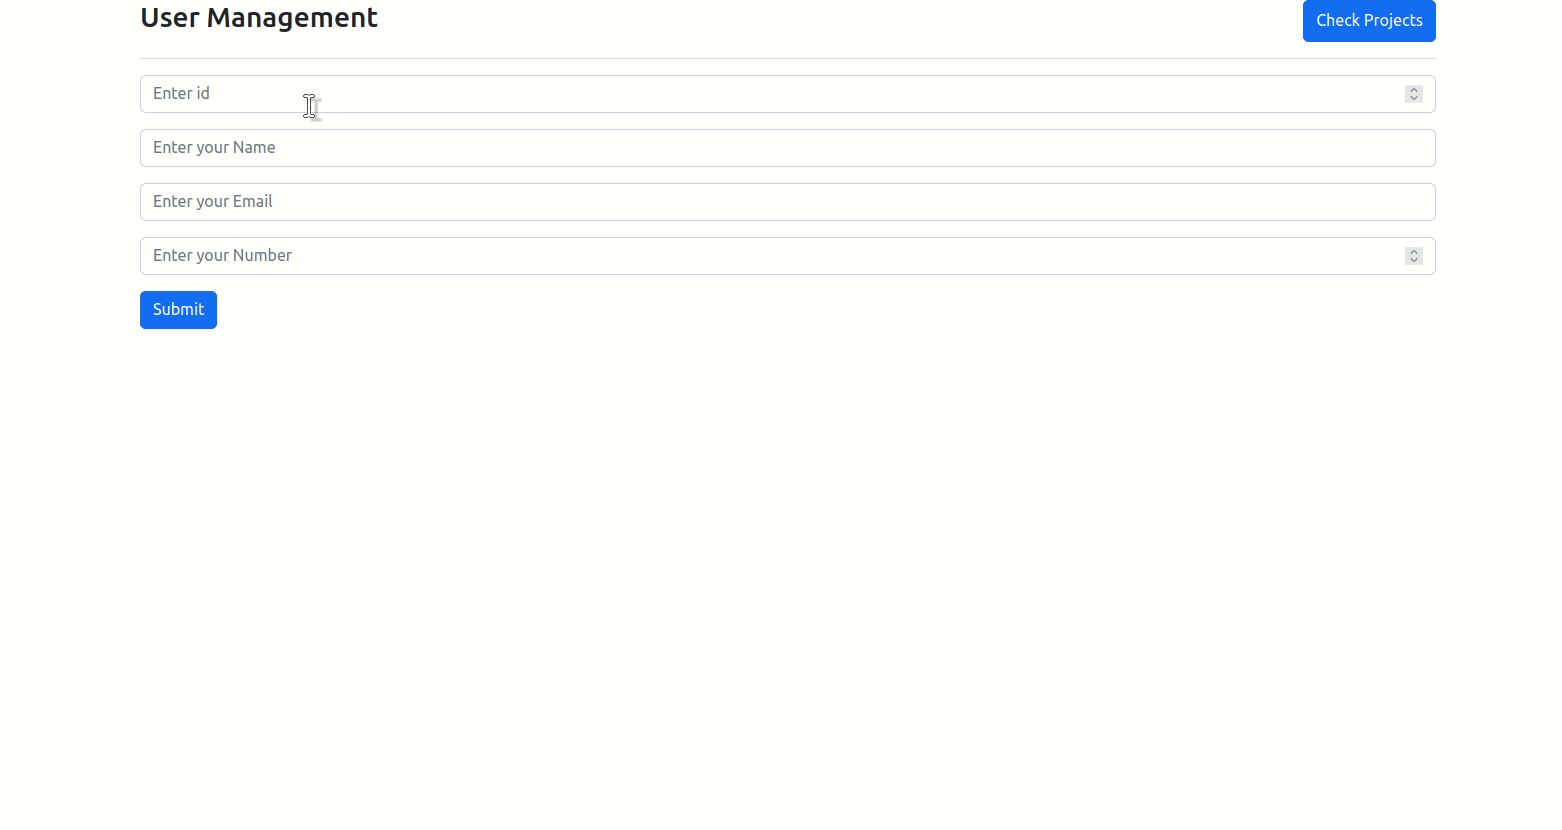 User Management
Check Projects
Enter id
Enter your Name
Enter your Email
Enter your Number
Submit